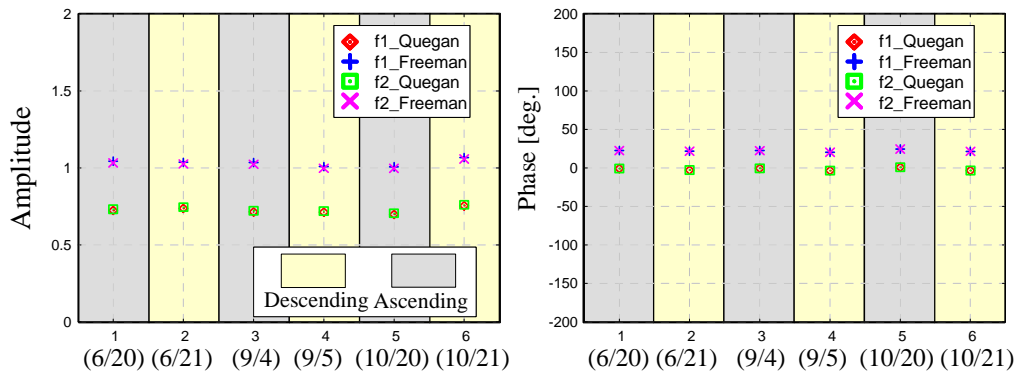 2
1.5
1
0.5
0
Amplitude
f1_Quegan
f1_Freeman
f2_Quegan
f2_Freeman
Descending Ascending
1 2 3 4 5 6
(6/20) (6/21) (9/4) (9/5) (10/20) (10/21)
200
150
100
50
0
-50
-100
-150
-200
Phase [deg.]
f1_Quegan
f1_Freeman
f2_Quegan
f2_Freeman
1 2 3 4 5 6
(6/20) (6/21) (9/4) (9/5) (10/20) (10/21)